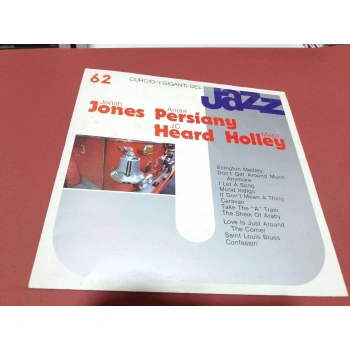 62
CURCIO / I GIGANTI DEL
Jazz
Jonah
André
Jones Persiany
J.C.
Major
Heard Holley
Ellington Medley:
Don't Get Around Much
Anymore
I Let A Song
Mood Indigo
It Don't Mean A Thing
Caravan
Take The "A" Train
The Sheik Of Araby
Love Is Just Around
The Corner
Saint Louis Blues
Confessin'